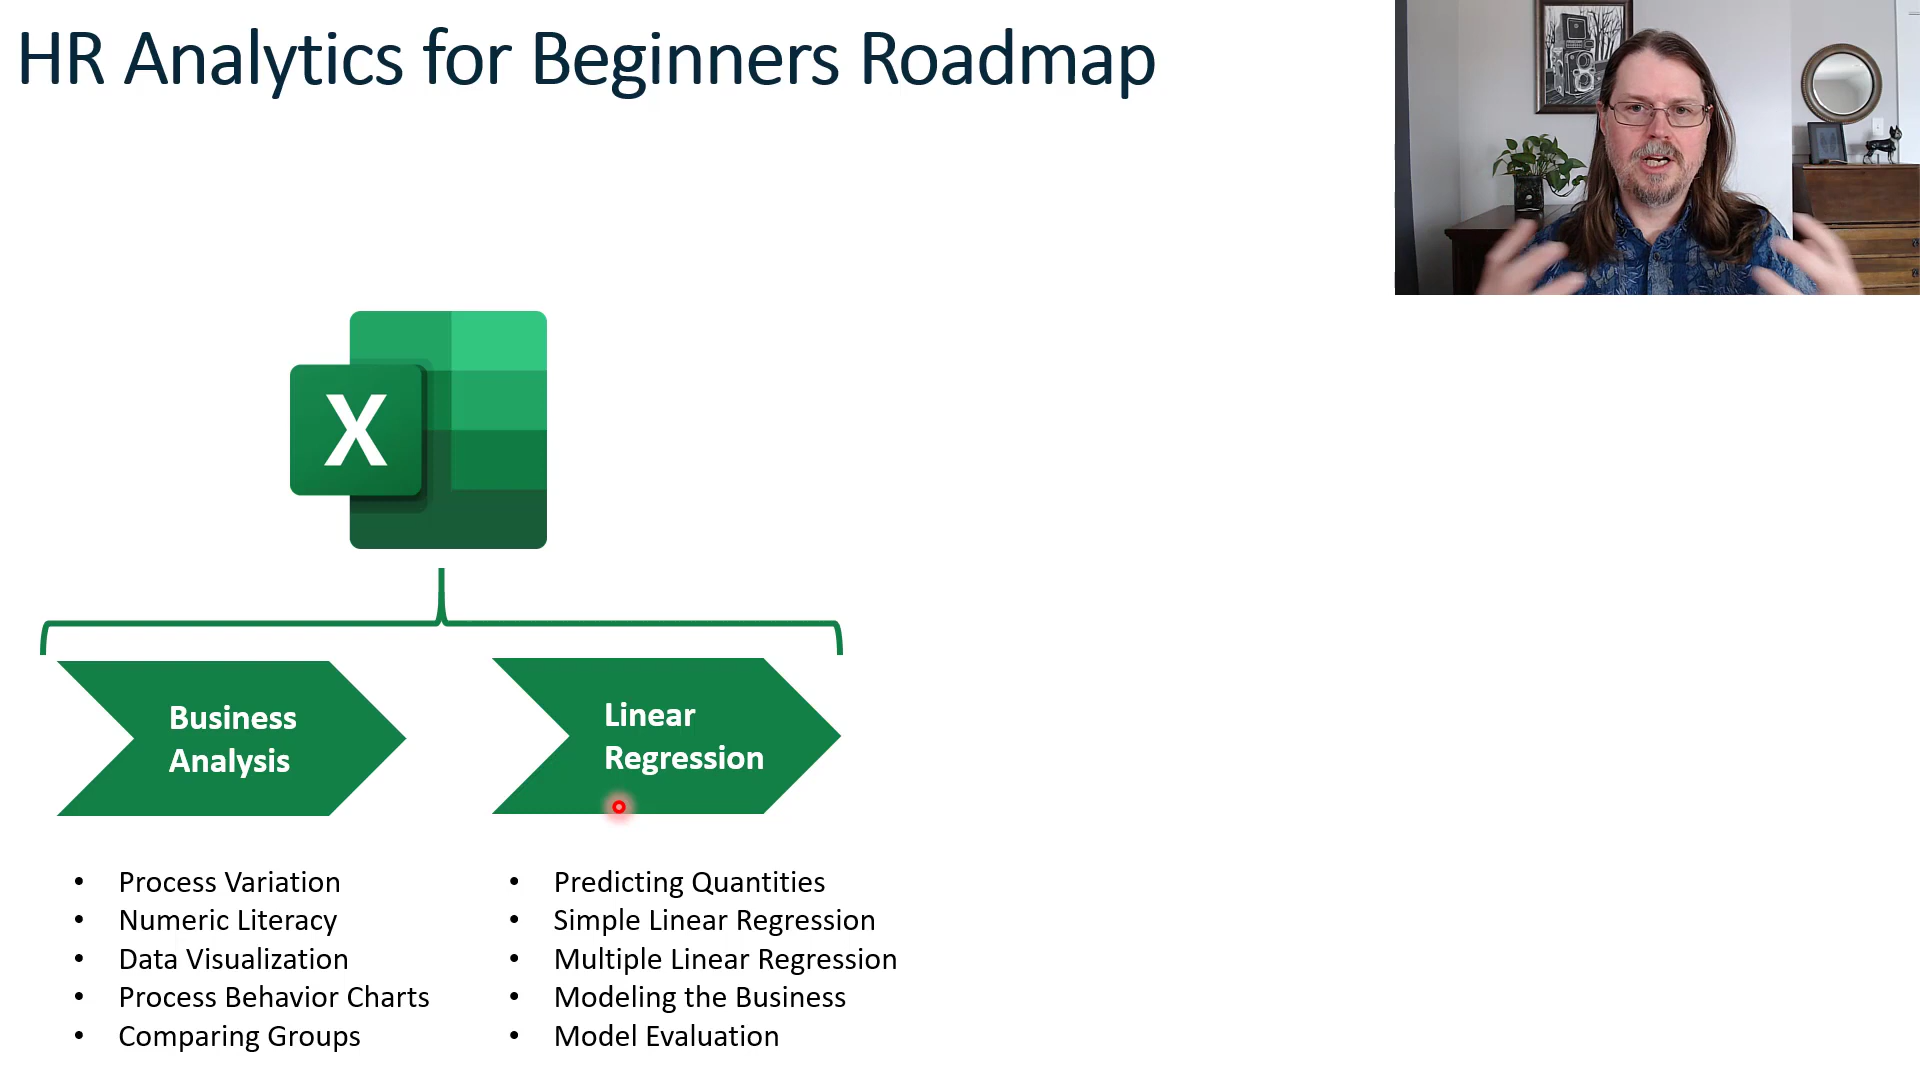 HR Analytics for Beginners Roadmap
X
Business
Analysis
Linear
Regression
• Process Variation
• Numeric Literacy
• Data Visualization
• Process Behavior Charts
• Comparing Groups
• Predicting Quantities
• Simple Linear Regression
• Multiple Linear Regression
• Modeling the Business
• Model Evaluation